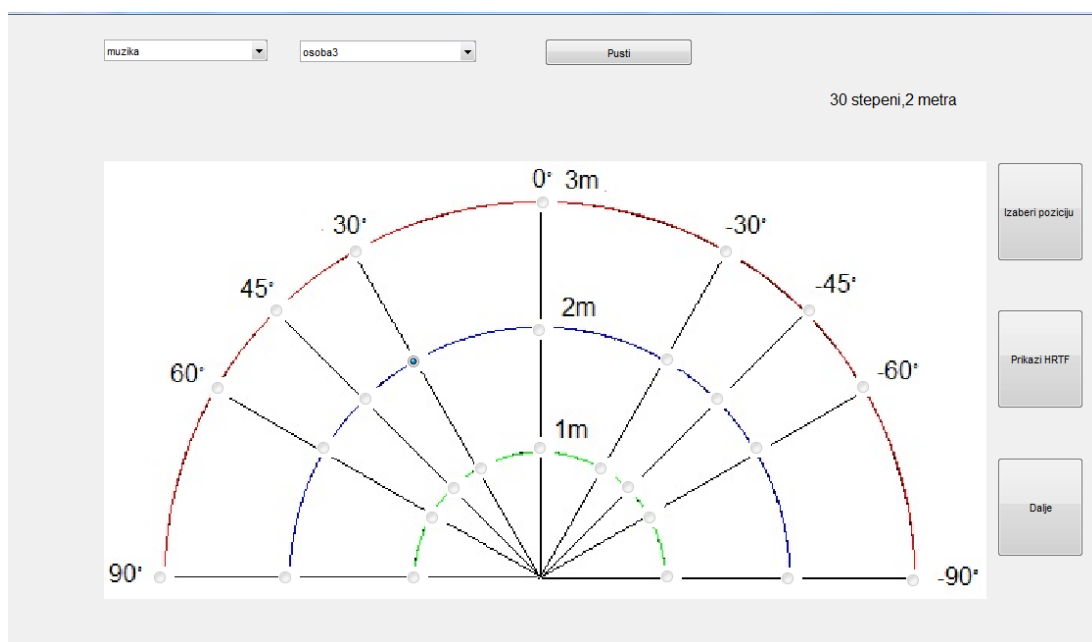 muzika
osoba3
Pusti
30 stepeni,2 metra
0° 3m
30°
-30°
Izaberi poziciju
45°
-45°
2m
60°
-60°
Prikazi HRTF
1m
Dalje
90°
-90°